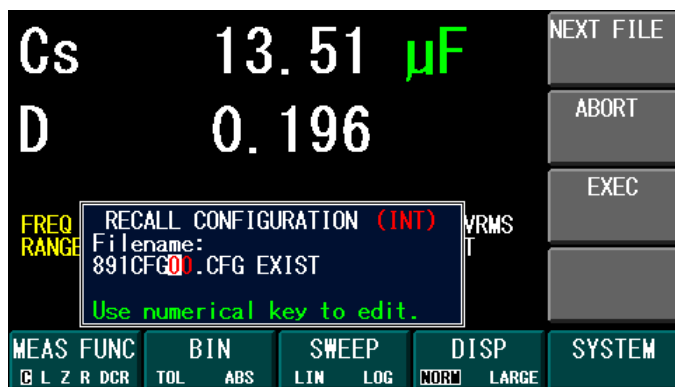 Cs 13.51 µF
D 0.196
NEXT FILE
ABORT
EXEC
FREQ VRMS
RANGE T
RECALL CONFIGURATION (INT)
Filename:
891CFG00.CFG EXIST
Use numerical key to edit.
MEAS FUNC BIN SWEEP DISP SYSTEM
C L Z R DCR TOL ABS LIN LOG NORM LARGE